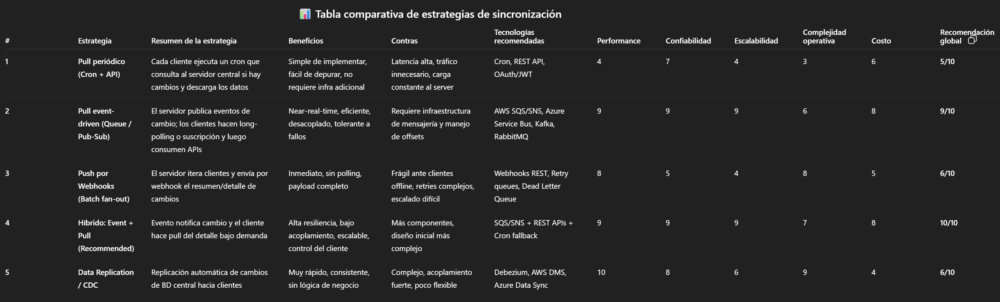 📊 Tabla comparativa de estrategias de sincronización
# Estrategia Resumen de la estrategia Beneficios Contras Tecnologías recomendadas Performance Confiabilidad Escalabilidad Complejidad operativa Costo Recomendación global
1 Pull periódico (Cron + API) Cada cliente ejecuta un cron que consulta al servidor central si hay cambios y descarga los datos Simple de implementar, fácil de depurar, no requiere infra adicional Latencia alta, tráfico innecesario, carga constante al server Cron, REST API, OAuth/JWT 4 7 4 3 6 5/10
2 Pull event-driven (Queue / Pub-Sub) El servidor publica eventos de cambio; los clientes hacen long-polling o suscripción y luego consumen APIs Near-real-time, eficiente, desacoplado, tolerante a fallos Requiere infraestructura de mensajería y manejo de offsets AWS SQS/SNS, Azure Service Bus, Kafka, RabbitMQ 9 9 9 6 8 9/10
3 Push por Webhooks (Batch fan-out) El servidor itera clientes y envía por webhook el resumen/detalle de cambios Inmediato, sin polling, payload completo Frágil ante clientes offline, retries complejos, escalado difícil Webhooks REST, Retry queues, Dead Letter Queue 8 5 4 8 5 6/10
4 Híbrido: Event + Pull (Recommended) Evento notifica cambio y el cliente hace pull del detalle bajo demanda Alta resiliencia, bajo acoplamiento, escalable, control del cliente Más componentes, diseño inicial más complejo SQS/SNS + REST APIs + Cron fallback 9 9 9 7 8 10/10
5 Data Replication / CDC Replicación automática de cambios de BD central hacia clientes Muy rápido, consistente, sin lógica de negocio Complejo, acoplamiento fuerte, poco flexible Debezium, AWS DMS, Azure Data Sync 10 8 6 9 4 6/10